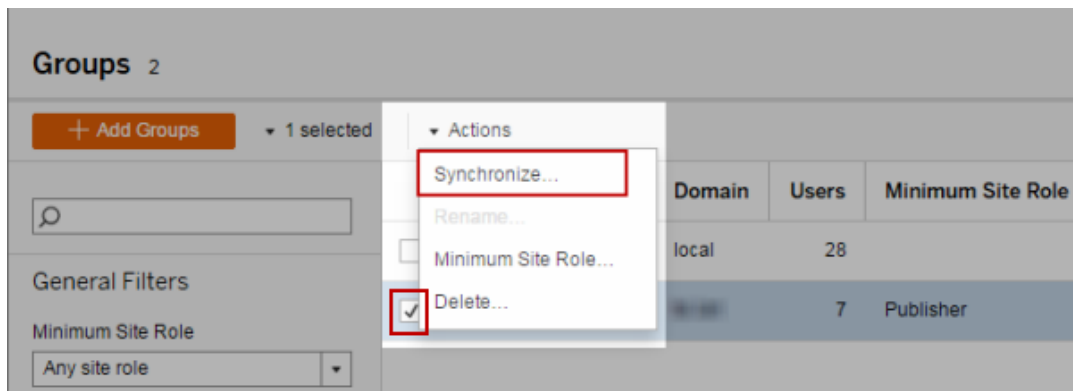 Groups 2
+ Add Groups
1 selected
Actions
Synchronize...
Rename...
Minimum Site Role...
Delete...
Domain Users Minimum Site Role
local 28
7 Publisher
General Filters
Minimum Site Role
Any site role